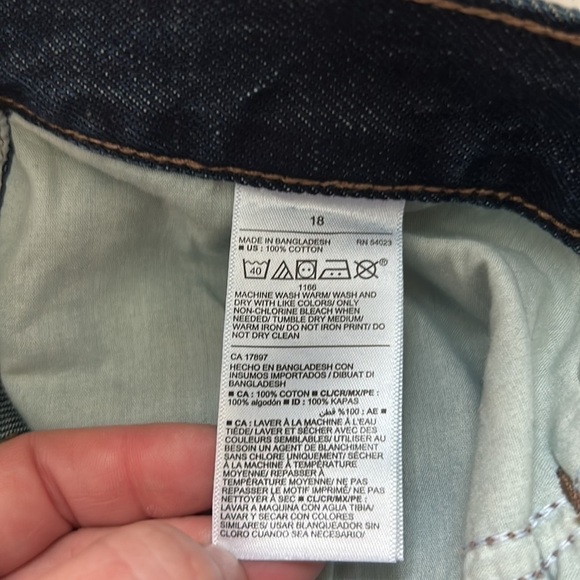 18
MADE IN BANGLADESH RN 54023
■ US : 100% COTTON
40
®
1166
MACHINE WASH WARM/ WASH AND
DRY WITH LIKE COLORS/ ONLY
NON-CHLORINE BLEACH WHEN
NEEDED/ TUMBLE DRY MEDIUM/
WARM IRON/ DO NOT IRON PRINT/ DO
NOT DRY CLEAN
CA 17897
HECHO EN BANGLADESH CON
INSUMOS IMPORTADOS / DIBUAT DI
BANGLADESH
■ CA : 100% COTON ■ CL/CR/MX/PE :
100% algodón ■ ID : 100% KAPAS
■ AE : 100% قطن
■ CA : LAVER À LA MACHINE À L'EAU
TIÈDE/ LAVER ET SÉCHER AVEC DES
COULEURS SEMBLABLES/ UTILISER AU
BESOIN UN AGENT DE BLANCHIMENT
SANS CHLORE UNIQUEMENT/ SÉCHER
À LA MACHINE À TEMPÉRATURE
MOYENNE/ REPASSER À
TEMPÉRATURE MOYENNE/ NE PAS
REPASSER LE MOTIF IMPRIMÉ/ NE PAS
NETTOYER À SEC ■ CL/CR/MX/PE :
LAVAR A MAQUINA CON AGUA TIBIA/
LAVAR Y SECAR CON COLORES
SIMILARES/ USAR BLANQUEADOR SIN
CLORO CUANDO SEA NECESARIO/